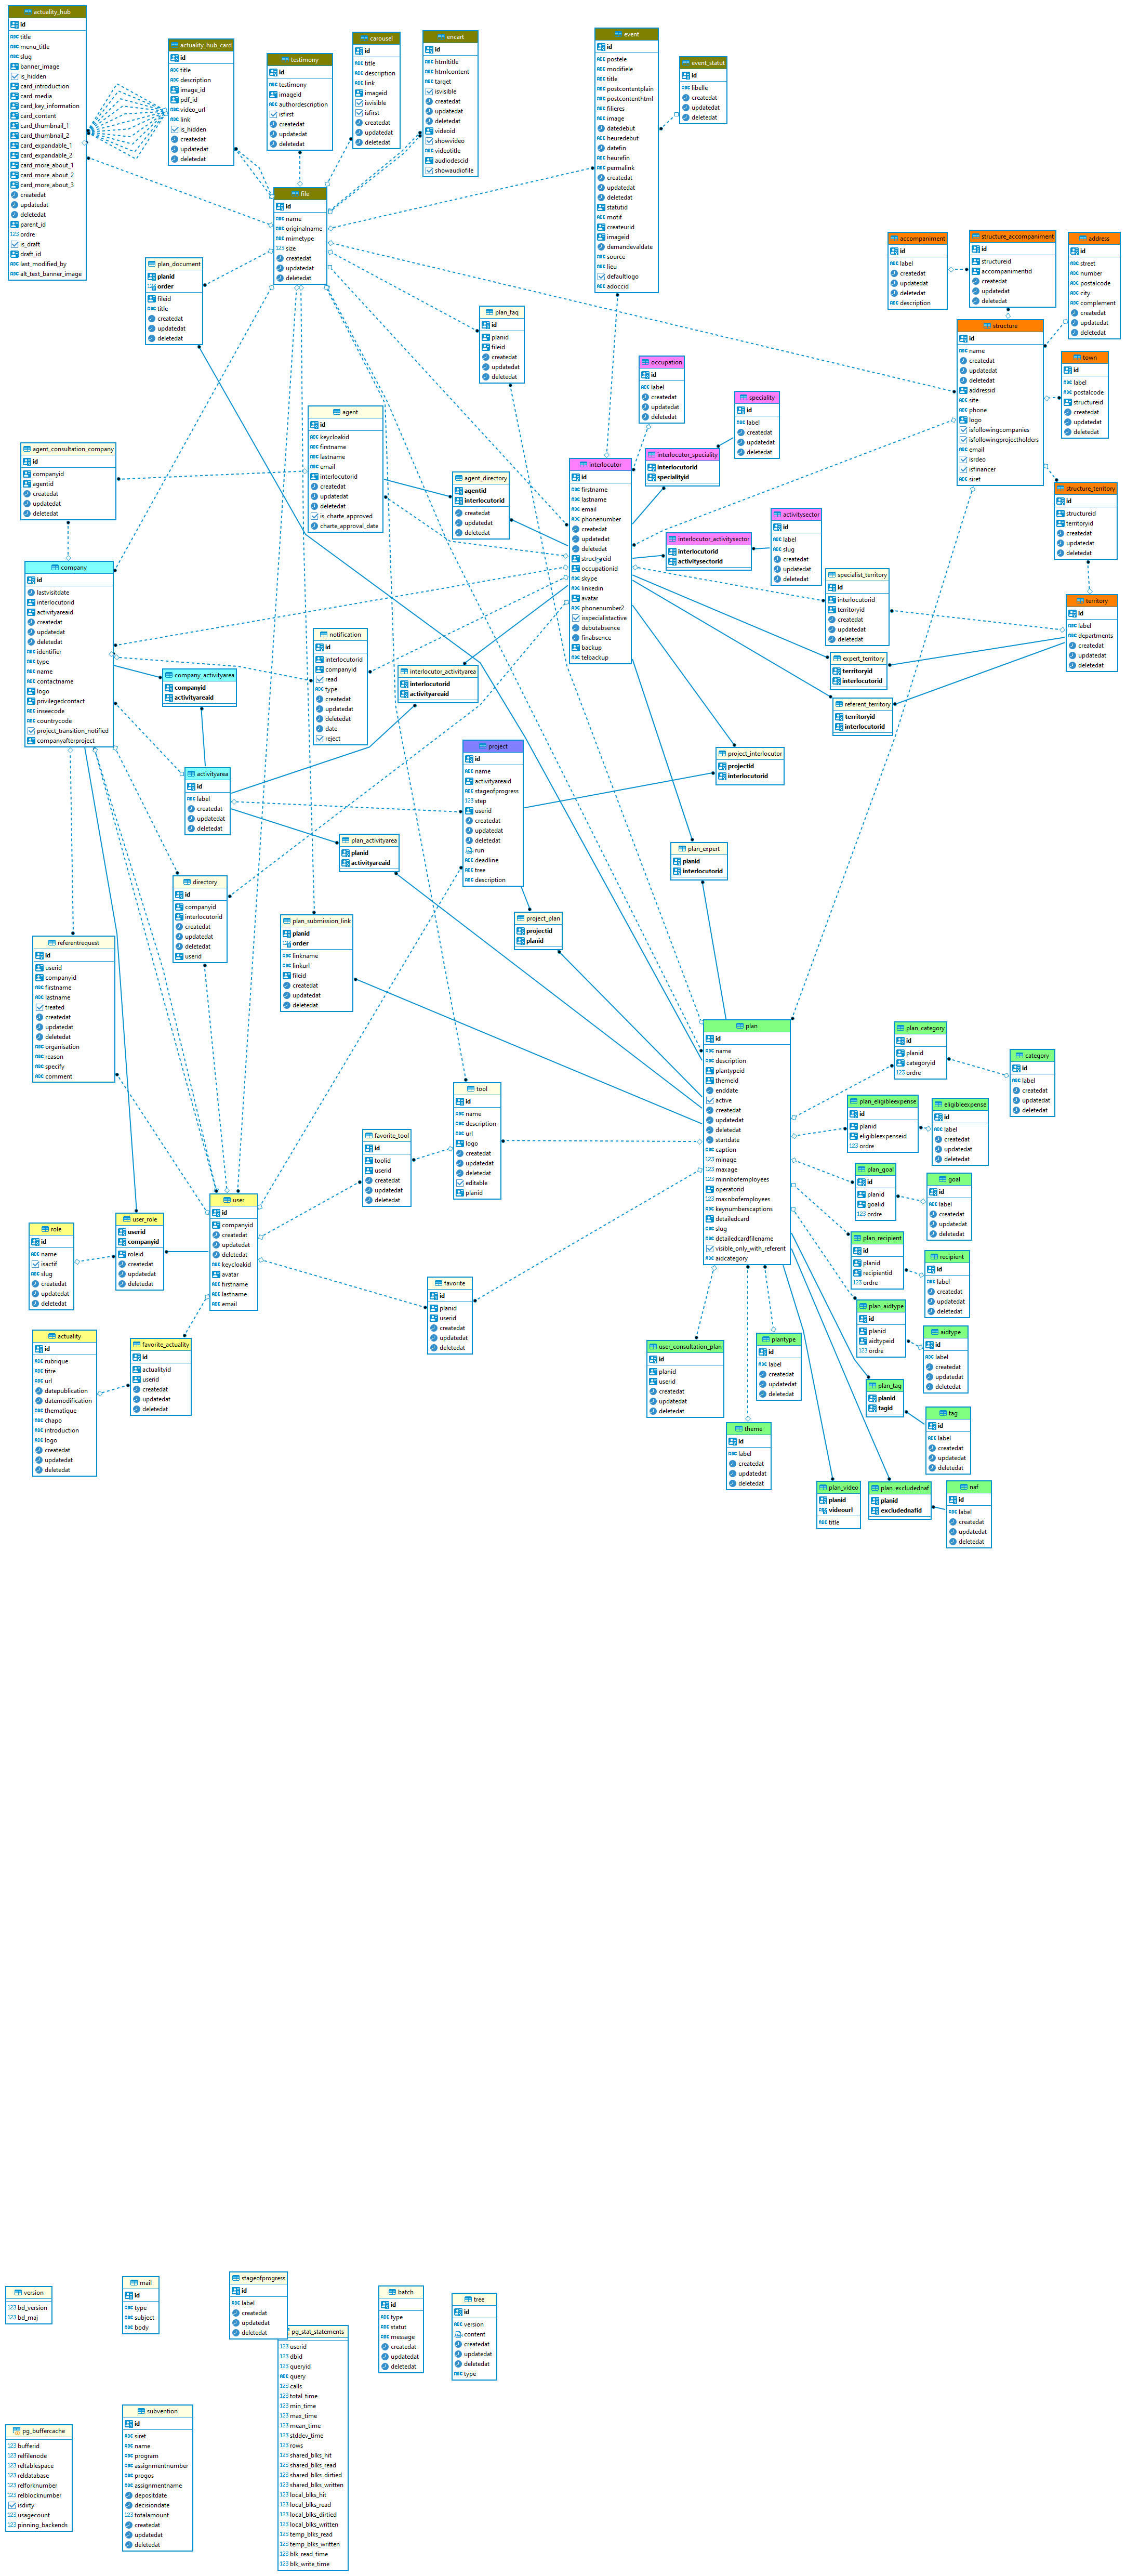 actuality_hub
id
title
menu_title
slug
banner_image
is_hidden
card_introduction
card_media
card_key_information
card_content
card_thumbnail_1
card_thumbnail_2
card_expandable_1
card_expandable_2
card_more_about_1
card_more_about_2
card_more_about_3
createdat
updatedat
deletedat
parent_id
ordre
is_draft
draft_id
last_modified_by
alt_text_banner_image
actuality_hub_card
id
title
description
image_id
pdf_id
video_url
link
is_hidden
createdat
updatedat
deletedat
testimony
id
testimony
imageid
authordescription
isfirst
createdat
updatedat
deletedat
carousel
id
title
description
link
imageid
isvisible
isfirst
createdat
updatedat
deletedat
encart
id
htmltitle
htmlcontent
target
isvisible
createdat
updatedat
deletedat
videoid
showvideo
videotitle
audiodescid
showaudiofile
event
id
postele
modifiele
title
postcontentplain
postcontenthtml
filieres
image
datedebut
heuredebut
datefin
heurefin
permalink
createdat
updatedat
deletedat
statutid
motif
createurid
imageid
demandevaldate
source
lieu
defaultlogo
adoccid
event_statut
id
libelle
createdat
updatedat
deletedat
file
id
name
originalname
mimetype
size
createdat
updatedat
deletedat
plan_document
planid
order
fileid
title
createdat
updatedat
deletedat
plan_faq
id
planid
fileid
createdat
updatedat
deletedat
accompaniment
id
label
createdat
updatedat
deletedat
description
structure_accompaniment
id
structureid
accompanimentid
createdat
updatedat
deletedat
address
id
street
number
postalcode
city
complement
createdat
updatedat
deletedat
structure
id
name
createdat
updatedat
deletedat
addressid
site
phone
logo
isfollowingcompanies
isfollowingprojectholders
email
isrdeo
isfinancer
siret
town
id
label
postalcode
structureid
createdat
updatedat
deletedat
structure_territory
id
structureid
territoryid
createdat
updatedat
deletedat
territory
id
label
departments
createdat
updatedat
deletedat
occupation
id
label
createdat
updatedat
deletedat
speciality
id
label
createdat
updatedat
deletedat
interlocutor_speciality
interlocutorid
specialityid
activitysector
id
label
slug
createdat
updatedat
deletedat
interlocutor_activitysector
interlocutorid
activitysectorid
interlocutor
id
firstname
lastname
email
phonenumber
createdat
updatedat
deletedat
structureid
occupationid
skype
linkedin
avatar
phonenumber2
isspecialistactive
debutabsence
finabsence
backup
telbackup
specialist_territory
id
interlocutorid
territoryid
createdat
updatedat
deletedat
expert_territory
territoryid
interlocutorid
referent_territory
territoryid
interlocutorid
agent
id
keycloakid
firstname
lastname
email
interlocutorid
createdat
updatedat
deletedat
is_charte_approved
charte_approval_date
agent_directory
agentid
interlocutorid
createdat
updatedat
deletedat
agent_consultation_company
id
companyid
agentid
createdat
updatedat
deletedat
company
id
lastvisitdate
interlocutorid
activityareaid
createdat
updatedat
deletedat
identifier
type
name
contactname
logo
privilegedcontact
inseecode
countrycode
project_transition_notified
companyafterproject
company_activityarea
companyid
activityareaid
notification
id
interlocutorid
companyid
read
type
createdat
updatedat
deletedat
date
reject
interlocutor_activityarea
interlocutorid
activityareaid
activityarea
id
label
createdat
updatedat
deletedat
project
id
name
activityareaid
stageofprogress
step
userid
createdat
updatedat
deletedat
run
deadline
tree
description
project_interlocutor
projectid
interlocutorid
plan_activityarea
planid
activityareaid
plan_expert
planid
interlocutorid
directory
id
companyid
interlocutorid
createdat
updatedat
deletedat
userid
plan_submission_link
planid
order
linkname
linkurl
fileid
createdat
updatedat
deletedat
project_plan
projectid
planid
referentrequest
id
userid
companyid
firstname
lastname
treated
createdat
updatedat
deletedat
organisation
reason
specify
comment
plan
id
name
description
plantypeid
themeid
enddate
active
createdat
updatedat
deletedat
startdate
caption
minage
maxage
minnbofemployees
operatorid
maxnbofemployees
keynumberscaptions
detailedcard
slug
detailedcardfilename
visible_only_with_referent
aidcategory
plan_category
id
planid
categoryid
ordre
category
id
label
createdat
updatedat
deletedat
plan_eligibleexpense
id
planid
eligibleexpenseid
ordre
eligibleexpense
id
label
createdat
updatedat
deletedat
plan_goal
id
planid
goalid
ordre
goal
id
label
createdat
updatedat
deletedat
plan_recipient
id
planid
recipientid
ordre
recipient
id
label
createdat
updatedat
deletedat
plan_aidtype
id
planid
aidtypeid
ordre
aidtype
id
label
createdat
updatedat
deletedat
plan_tag
planid
tagid
tag
id
label
createdat
updatedat
deletedat
plan_video
planid
videourl
title
plan_excludednaf
planid
excludednafid
naf
id
label
createdat
updatedat
deletedat
tool
id
name
description
url
logo
createdat
updatedat
deletedat
editable
planid
favorite_tool
id
toolid
userid
createdat
updatedat
deletedat
user
id
companyid
createdat
updatedat
deletedat
keycloakid
avatar
firstname
lastname
email
user_role
userid
companyid
roleid
createdat
updatedat
deletedat
role
id
name
isactif
slug
createdat
updatedat
deletedat
favorite
id
planid
userid
createdat
updatedat
deletedat
actuality
id
rubrique
titre
url
datepublication
datemodification
thematique
chapo
introduction
logo
createdat
updatedat
deletedat
favorite_actuality
id
actualityid
userid
createdat
updatedat
deletedat
user_consultation_plan
id
planid
userid
createdat
updatedat
deletedat
plantype
id
label
createdat
updatedat
deletedat
theme
id
label
createdat
updatedat
deletedat
version
bd_version
bd_maj
mail
id
type
subject
body
stageofprogress
id
label
createdat
updatedat
deletedat
batch
id
type
statut
message
createdat
updatedat
deletedat
tree
id
version
content
createdat
updatedat
deletedat
type
pg_stat_statements
userid
dbid
queryid
query
calls
total_time
min_time
max_time
mean_time
stddev_time
rows
shared_blks_hit
shared_blks_read
shared_blks_dirtied
shared_blks_written
local_blks_hit
local_blks_read
local_blks_dirtied
local_blks_written
temp_blks_read
temp_blks_written
blk_read_time
blk_write_time
pg_buffercache
bufferid
relfilenode
reltablespace
reldatabase
relforknumber
relblocknumber
isdirty
usagecount
pinning_backends
subvention
id
siret
name
program
assignmentnumber
progos
assignmentname
depositdate
decisiondate
totalamount
createdat
updatedat
deletedat